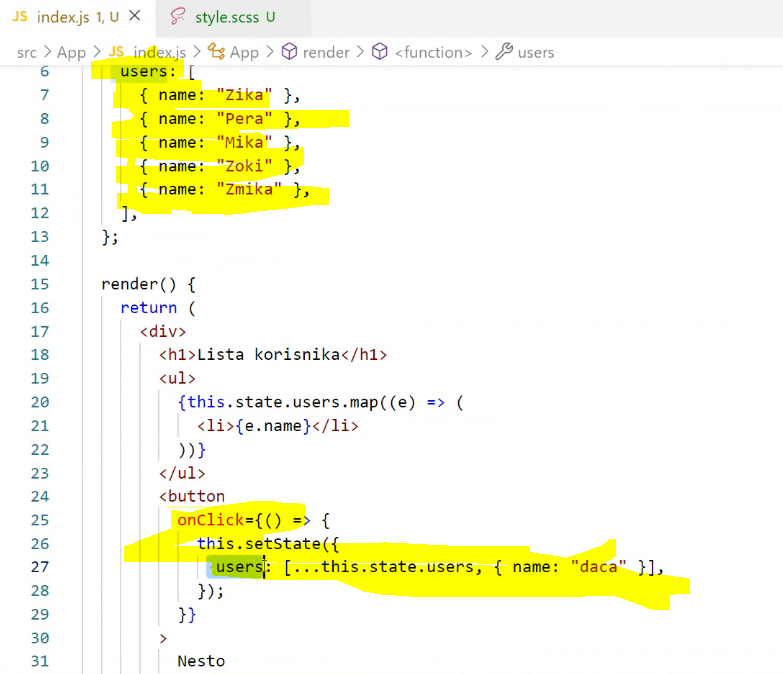 JS index.js 1, U × style.scss U
src > App > JS index.js > App > render > <function> > users
6 users: [
7 { name: "Zika" },
8 { name: "Pera" },
9 { name: "Mika" },
10 { name: "Zoki" },
11 { name: "Zmika" },
12 ],
13 };
14
15 render() {
16 return (
17 <div>
18 <h1>Lista korisnika</h1>
19 <ul>
20 {this.state.users.map((e) => (
21 <li>{e.name}</li>
22 ))}
23 </ul>
24 <button
25 onClick={() => {
26 this.setState({
27 users: [...this.state.users, { name: "daca" }],
28 });
29 }}
30 >
31 Nesto